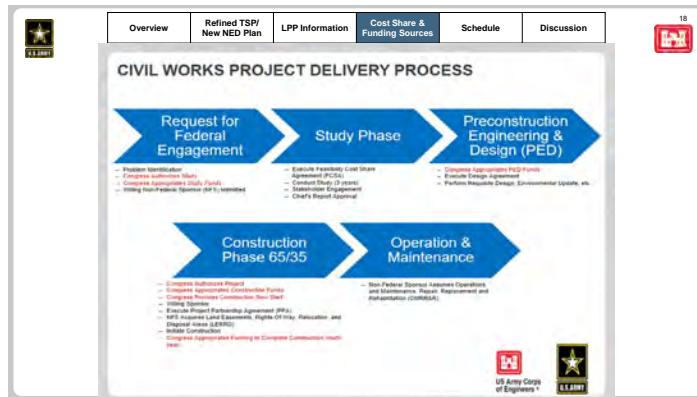 Overview
Refined TSP/
New NED Plan
LPP Information
Cost Share &
Funding Sources
Schedule
Discussion
18
U.S.ARMY
CIVIL WORKS PROJECT DELIVERY PROCESS
Request for
Federal
Engagement
– Problem Identification
– Congress Authorizes Study
– Congress Appropriates Study Funds
– Willing Non-Federal Sponsor (NFS) Identified
Study Phase
– Execute Feasibility Cost Share
Agreement (FCSA)
– Conduct Study (3 years)
– Stakeholder Engagement
– Chief's Report Approval
Preconstruction
Engineering &
Design (PED)
– Congress Appropriates PED Funds
– Execute Design Agreement
– Perform Requisite Design, Environmental Update, etc.
Construction
Phase 65/35
– Congress Authorizes Project
– Congress Appropriates Construction Funds
– Congress Provides Construction New Start
– Willing Sponsor
– Execute Project Partnership Agreement (PPA)
– NFS Acquires Land Easements, Rights-Of-Way, Relocation, and
Disposal Areas (LERRD)
– Initiate Construction
– Congress Appropriates Funding to Complete Construction (multi-
year)
Operation &
Maintenance
– Non-Federal Sponsor Assumes Operations
and Maintenance, Repair, Replacement and
Rehabilitation (OMRR&R)
US Army Corps
of Engineers ®
U.S.ARMY